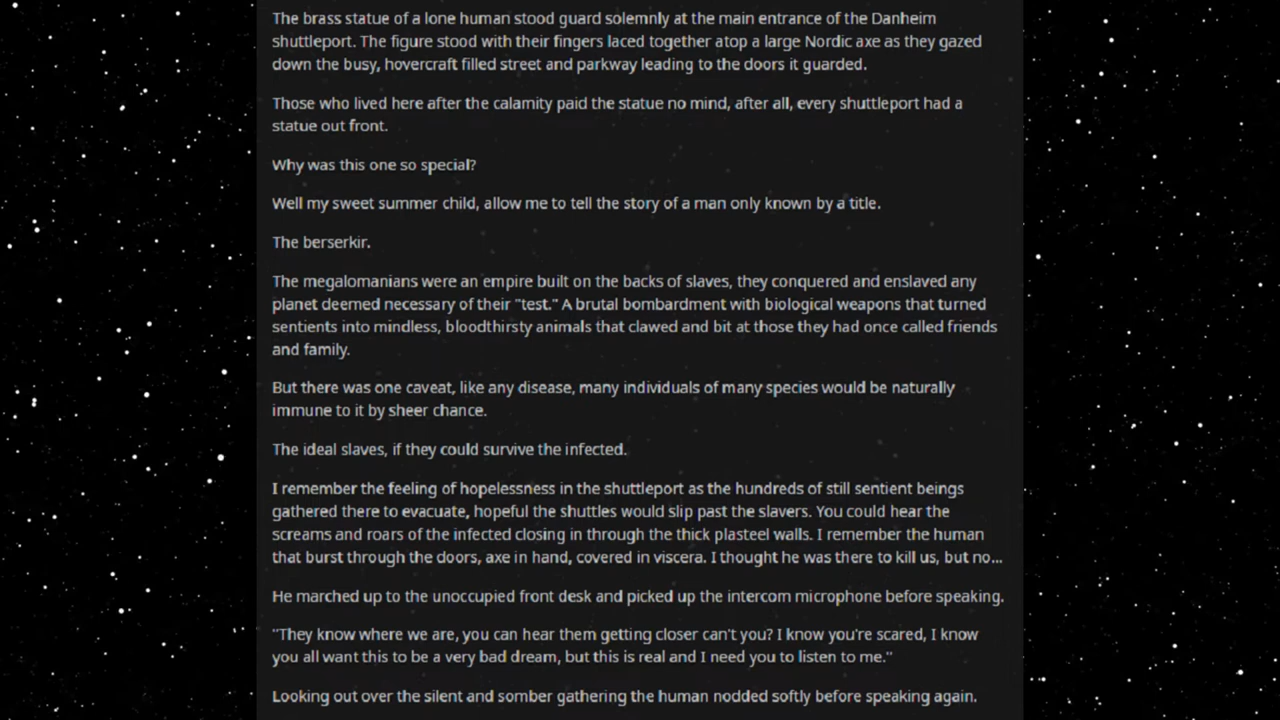 The brass statue of a lone human stood guard solemnly at the main entrance of the Danheim
shuttleport. The figure stood with their fingers laced together atop a large Nordic axe as they gazed
down the busy, hovercraft filled street and parkway leading to the doors it guarded.
Those who lived here after the calamity paid the statue no mind, after all, every shuttleport had a
statue out front.
Why was this one so special?
Well my sweet summer child, allow me to tell the story of a man only known by a title.
The berserkir.
The megalomanians were an empire built on the backs of slaves, they conquered and enslaved any
planet deemed necessary of their "test." A brutal bombardment with biological weapons that turned
sentients into mindless, bloodthirsty animals that clawed and bit at those they had once called friends
and family.
But there was one caveat, like any disease, many individuals of many species would be naturally
immune to it by sheer chance.
The ideal slaves, if they could survive the infected.
I remember the feeling of hopelessness in the shuttleport as the hundreds of still sentient beings
gathered there to evacuate, hopeful the shuttles would slip past the slavers. You could hear the
screams and roars of the infected closing in through the thick plasteel walls. I remember the human
that burst through the doors, axe in hand, covered in viscera. I thought he was there to kill us, but no...
He marched up to the unoccupied front desk and picked up the intercom microphone before speaking.
"They know where we are, you can hear them getting closer can't you? I know you're scared, I know
you all want this to be a very bad dream, but this is real and I need you to listen to me."
Looking out over the silent and somber gathering the human nodded softly before speaking again.